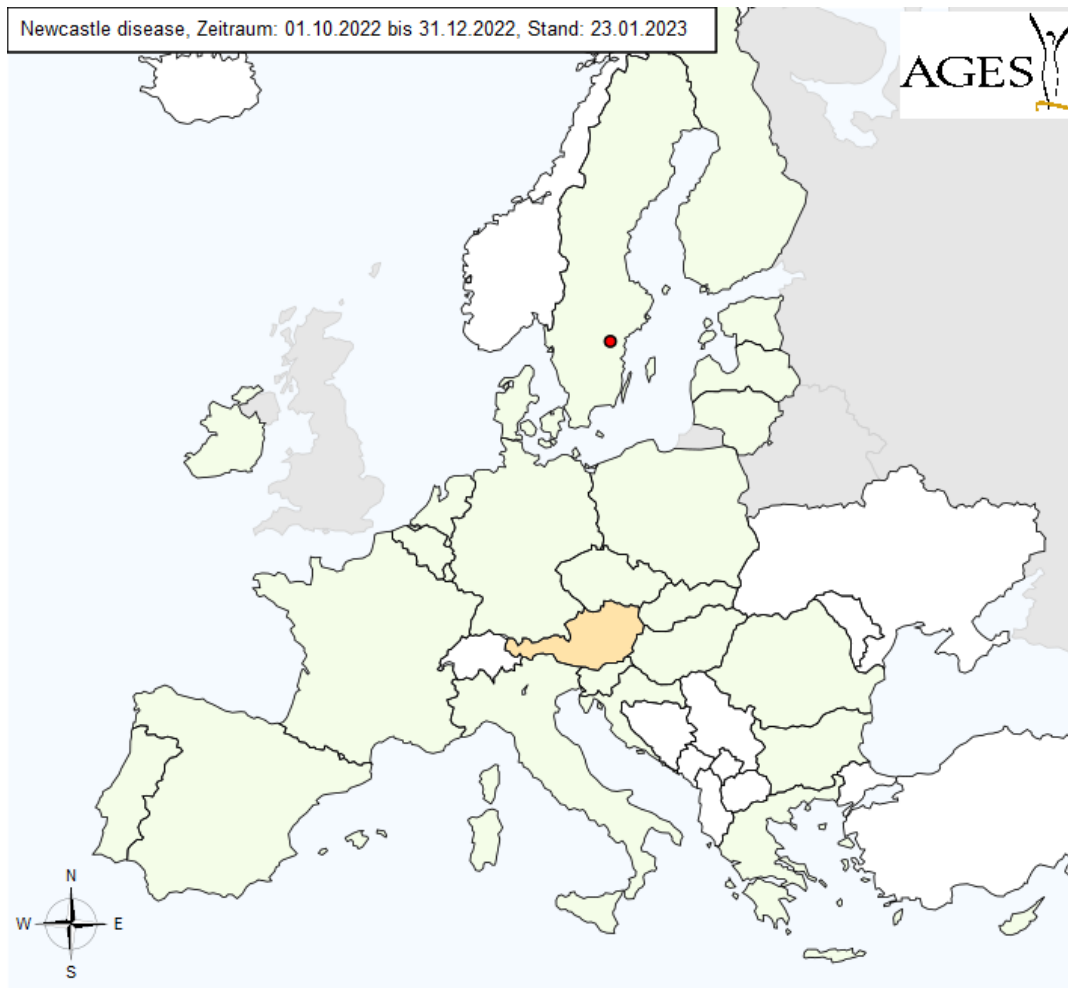 Newcastle disease, Zeitraum: 01.10.2022 bis 31.12.2022, Stand: 23.01.2023
AGES
N
W
E
S